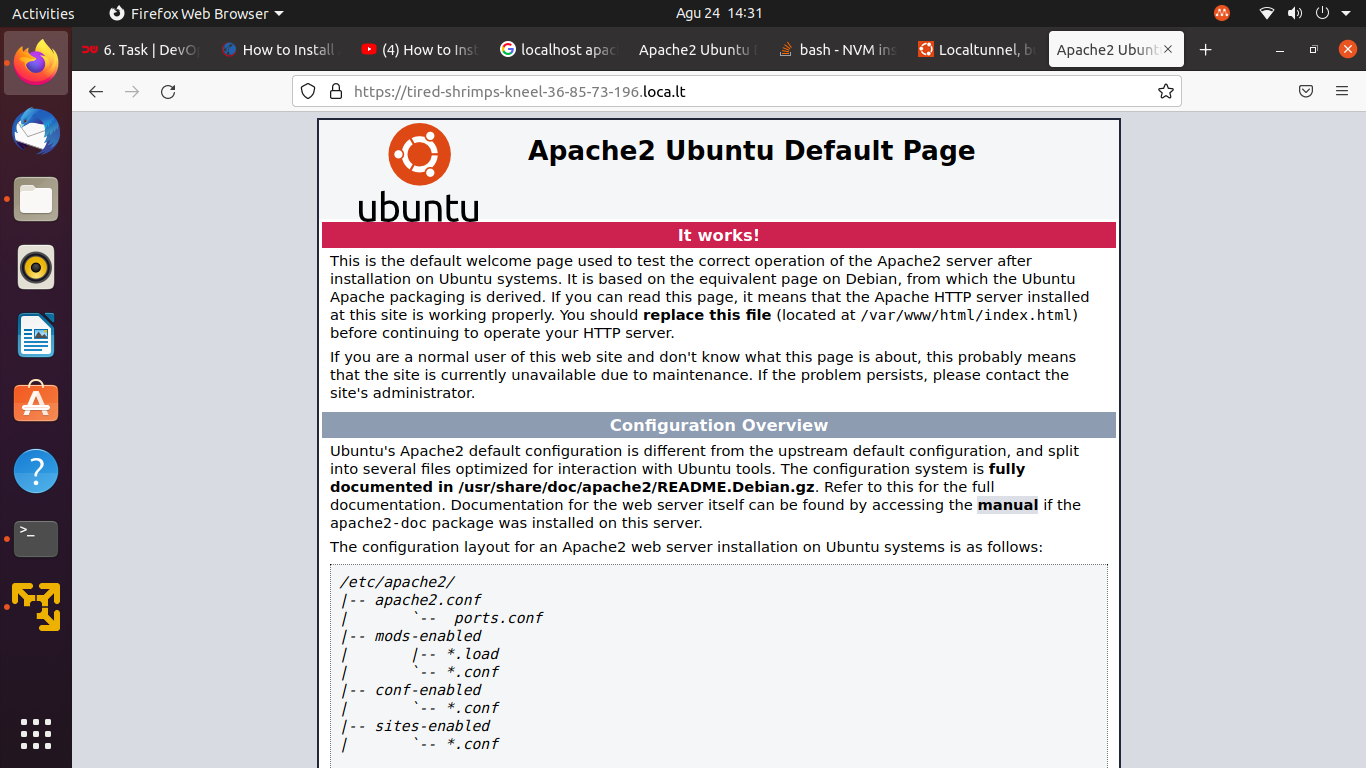 Activities Firefox Web Browser Agu 24 14:31
6. Task | DevO How to Install (4) How to Inst localhost apac Apache2 Ubuntu bash - NVM ins Localtunnel, b Apache2 Ubunt
https://tired-shrimps-kneel-36-85-73-196.loca.lt
ubuntu
Apache2 Ubuntu Default Page
It works!
This is the default welcome page used to test the correct operation of the Apache2 server after
installation on Ubuntu systems. It is based on the equivalent page on Debian, from which the Ubuntu
Apache packaging is derived. If you can read this page, it means that the Apache HTTP server installed
at this site is working properly. You should replace this file (located at /var/www/html/index.html)
before continuing to operate your HTTP server.
If you are a normal user of this web site and don't know what this page is about, this probably means
that the site is currently unavailable due to maintenance. If the problem persists, please contact the
site's administrator.
Configuration Overview
Ubuntu's Apache2 default configuration is different from the upstream default configuration, and split
into several files optimized for interaction with Ubuntu tools. The configuration system is fully
documented in /usr/share/doc/apache2/README.Debian.gz. Refer to this for the full
documentation. Documentation for the web server itself can be found by accessing the manual if the
apache2-doc package was installed on this server.
The configuration layout for an Apache2 web server installation on Ubuntu systems is as follows:
/etc/apache2/
|-- apache2.conf
|       `--  ports.conf
|-- mods-enabled
|       |-- *.load
|       `-- *.conf
|-- conf-enabled
|       `-- *.conf
|-- sites-enabled
|       `-- *.conf